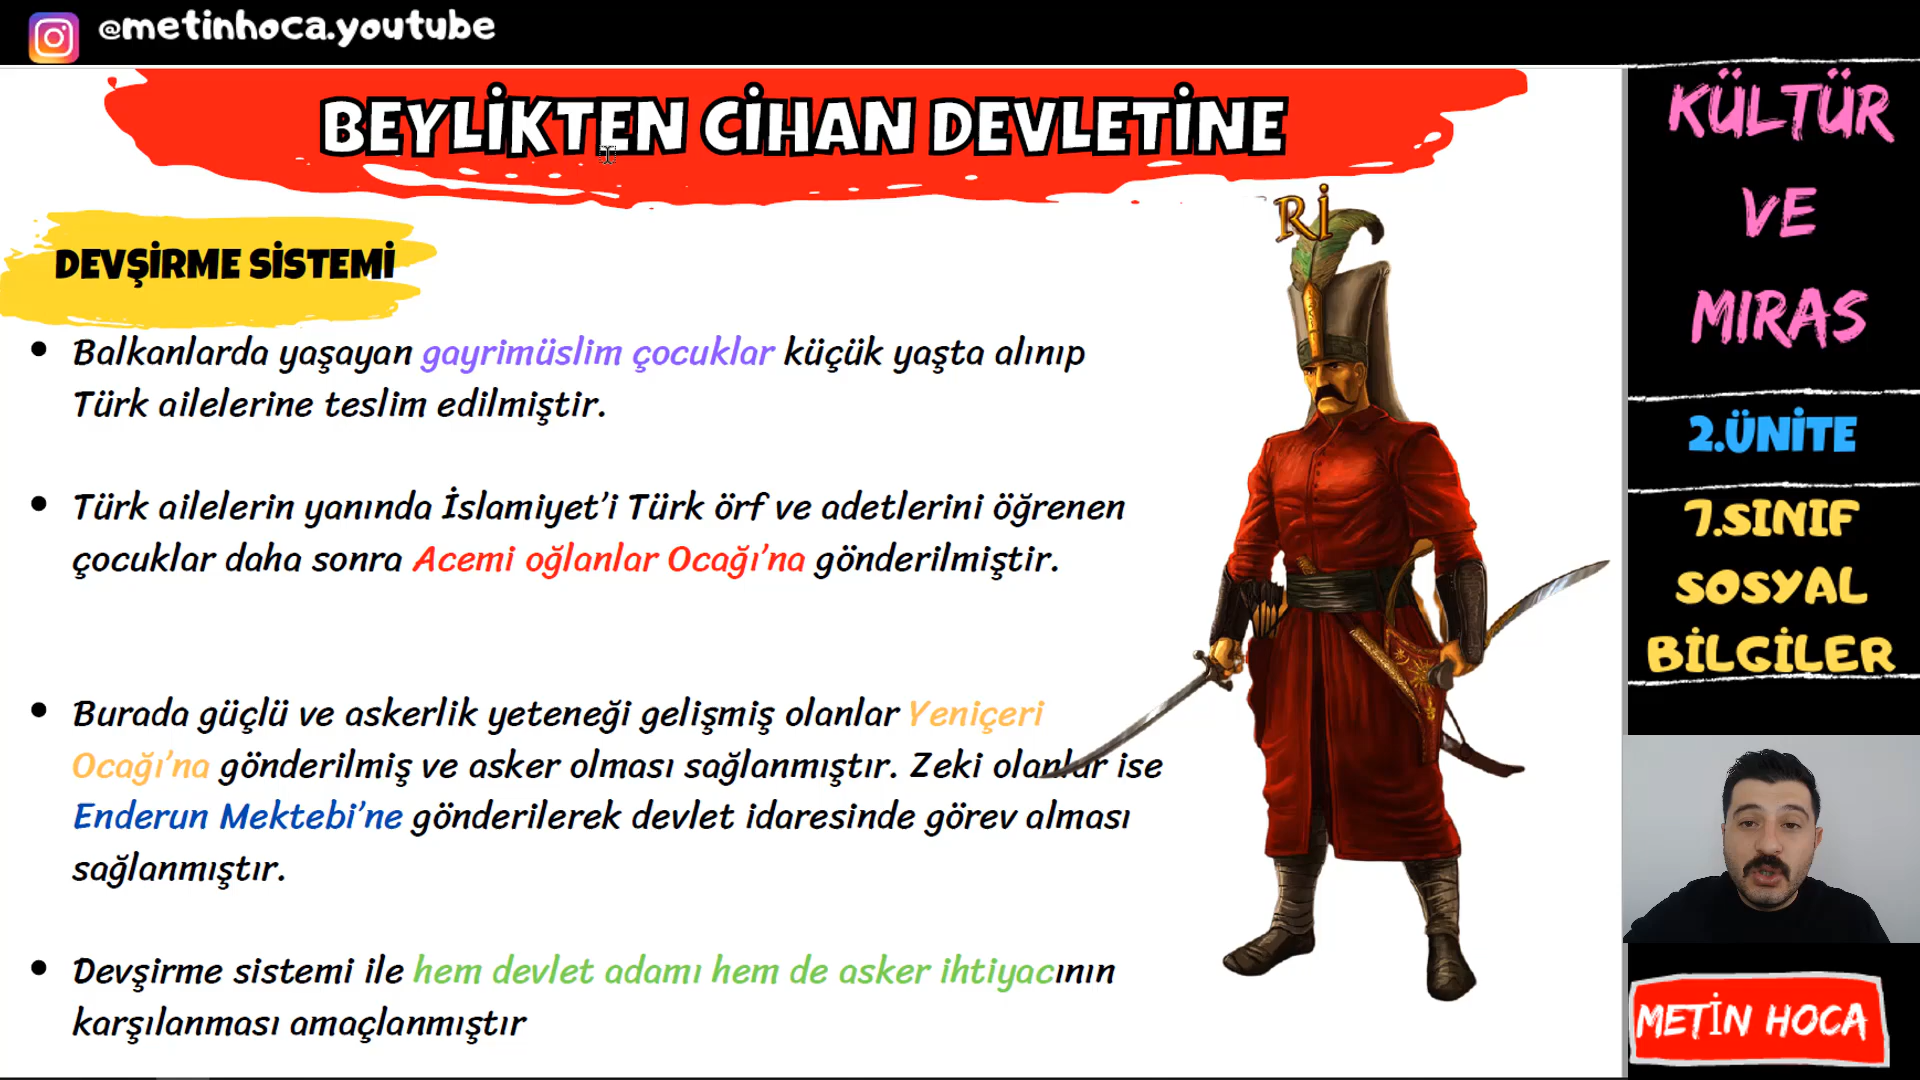 @metinhoca.youtube
BEYLİKTEN CİHAN DEVLETİNE
Rİ
DEVŞİRME SİSTEMİ
• Balkanlarda yaşayan gayrimüslim çocuklar küçük yaşta alınıp
Türk ailelerine teslim edilmiştir.
• Türk ailelerin yanında İslamiyet'i Türk örf ve adetlerini öğrenen
çocuklar daha sonra Acemi oğlanlar Ocağı'na gönderilmiştir.
• Burada güçlü ve askerlik yeteneği gelişmiş olanlar Yeniçeri
Ocağı'na gönderilmiş ve asker olması sağlanmıştır. Zeki olanlar ise
Enderun Mektebi'ne gönderilerek devlet idaresinde görev alması
sağlanmıştır.
• Devşirme sistemi ile hem devlet adamı hem de asker ihtiyacının
karşılanması amaçlanmıştır
KÜLTÜR
VE
MIRAS
2.ÜNİTE
7.SINIF
SOSYAL
BİLGİLER
METİN HOCA